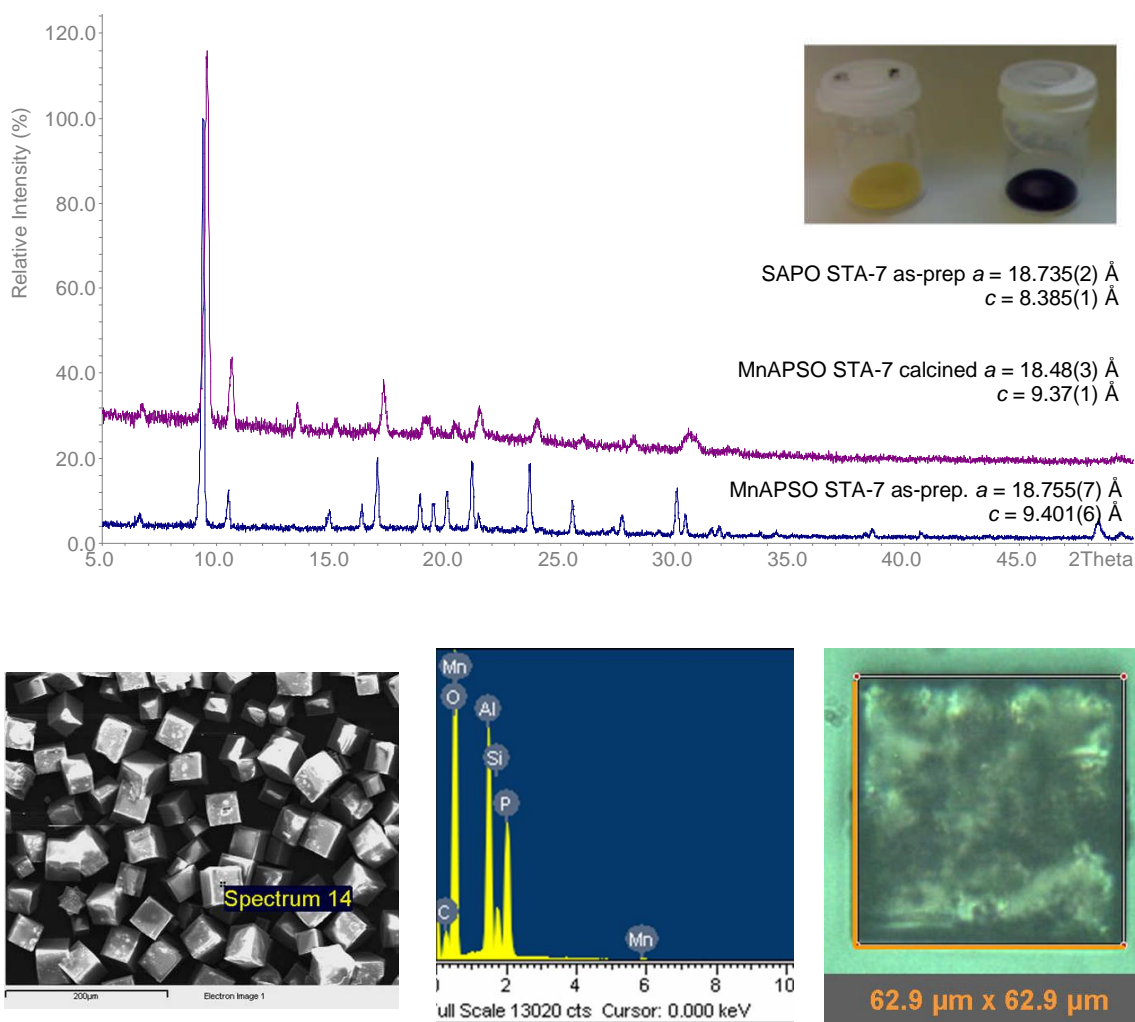 120.0
100.0
80.0
60.0
40.0
20.0
0.0
Relative Intensity (%)
SAPO STA-7 as-prep a = 18.735(2) Å
c = 8.385(1) Å
MnAPSO STA-7 calcined a = 18.48(3) Å
c = 9.37(1) Å
MnAPSO STA-7 as-prep. a = 18.755(7) Å
c = 9.401(6) Å
5.0 10.0 15.0 20.0 25.0 30.0 35.0 40.0 45.0 2Theta
Spectrum 14
200µm Electron Image 1
Mn
O
Al
Si
P
C
Mn
2 4 6 8 10
ull Scale 13020 cts Cursor: 0.000 keV
62.9 µm x 62.9 µm